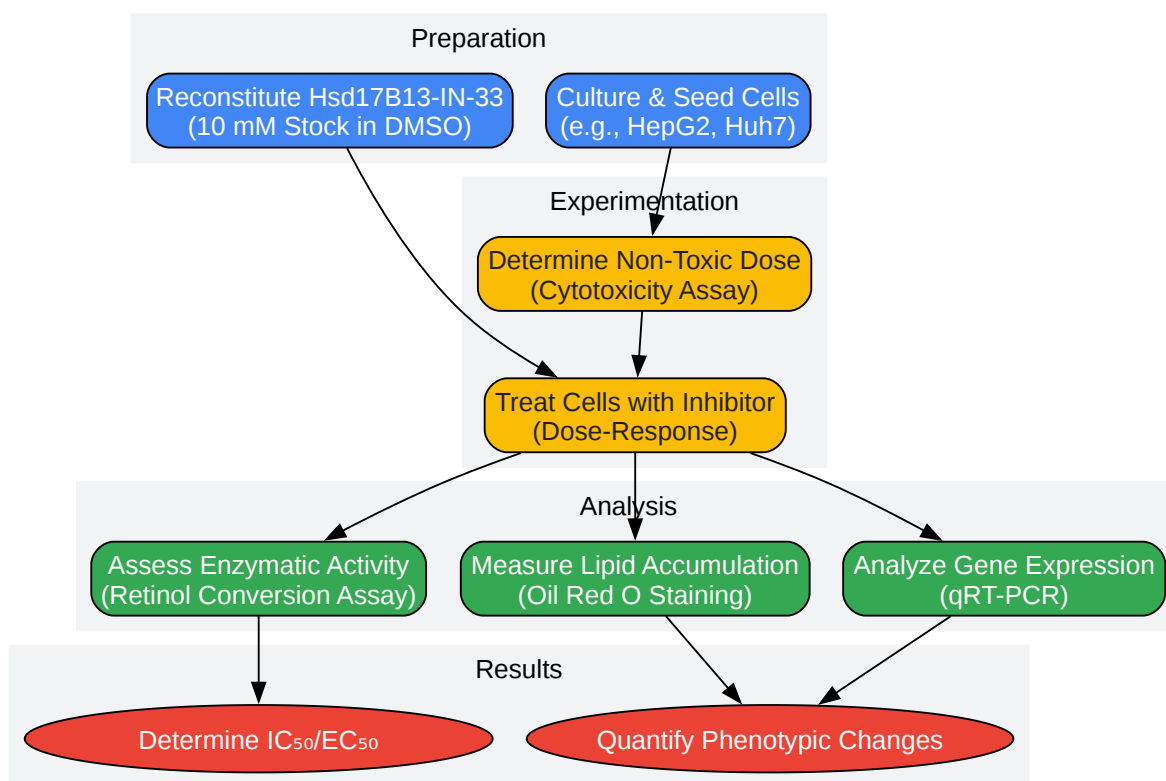 Preparation
Reconstitute Hsd17B13-IN-33
(10 mM Stock in DMSO)
Culture & Seed Cells
(e.g., HepG2, Huh7)
Experimentation
Determine Non-Toxic Dose
(Cytotoxicity Assay)
Treat Cells with Inhibitor
(Dose-Response)
Analysis
Assess Enzymatic Activity
(Retinol Conversion Assay)
Measure Lipid Accumulation
(Oil Red O Staining)
Analyze Gene Expression
(qRT-PCR)
Results
Determine IC₅₀/EC₅₀
Quantify Phenotypic Changes